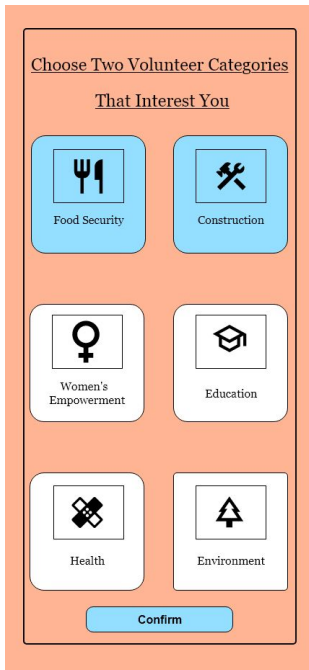 Choose Two Volunteer Categories
That Interest You
Food Security
Construction
Women's
Empowerment
Education
Health
Environment
Confirm